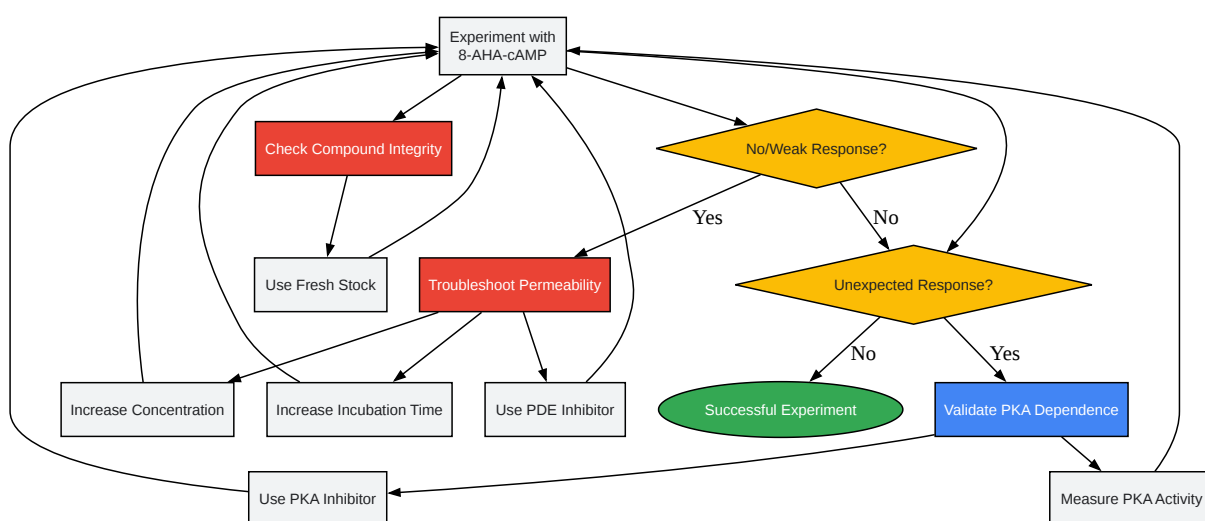 Experiment with
8-AHA-cAMP
Check Compound Integrity
No/Weak Response?
Yes
No
Use Fresh Stock
Troubleshoot Permeability
Unexpected Response?
No
Yes
Increase Concentration
Increase Incubation Time
Use PDE Inhibitor
Successful Experiment
Validate PKA Dependence
Use PKA Inhibitor
Measure PKA Activity